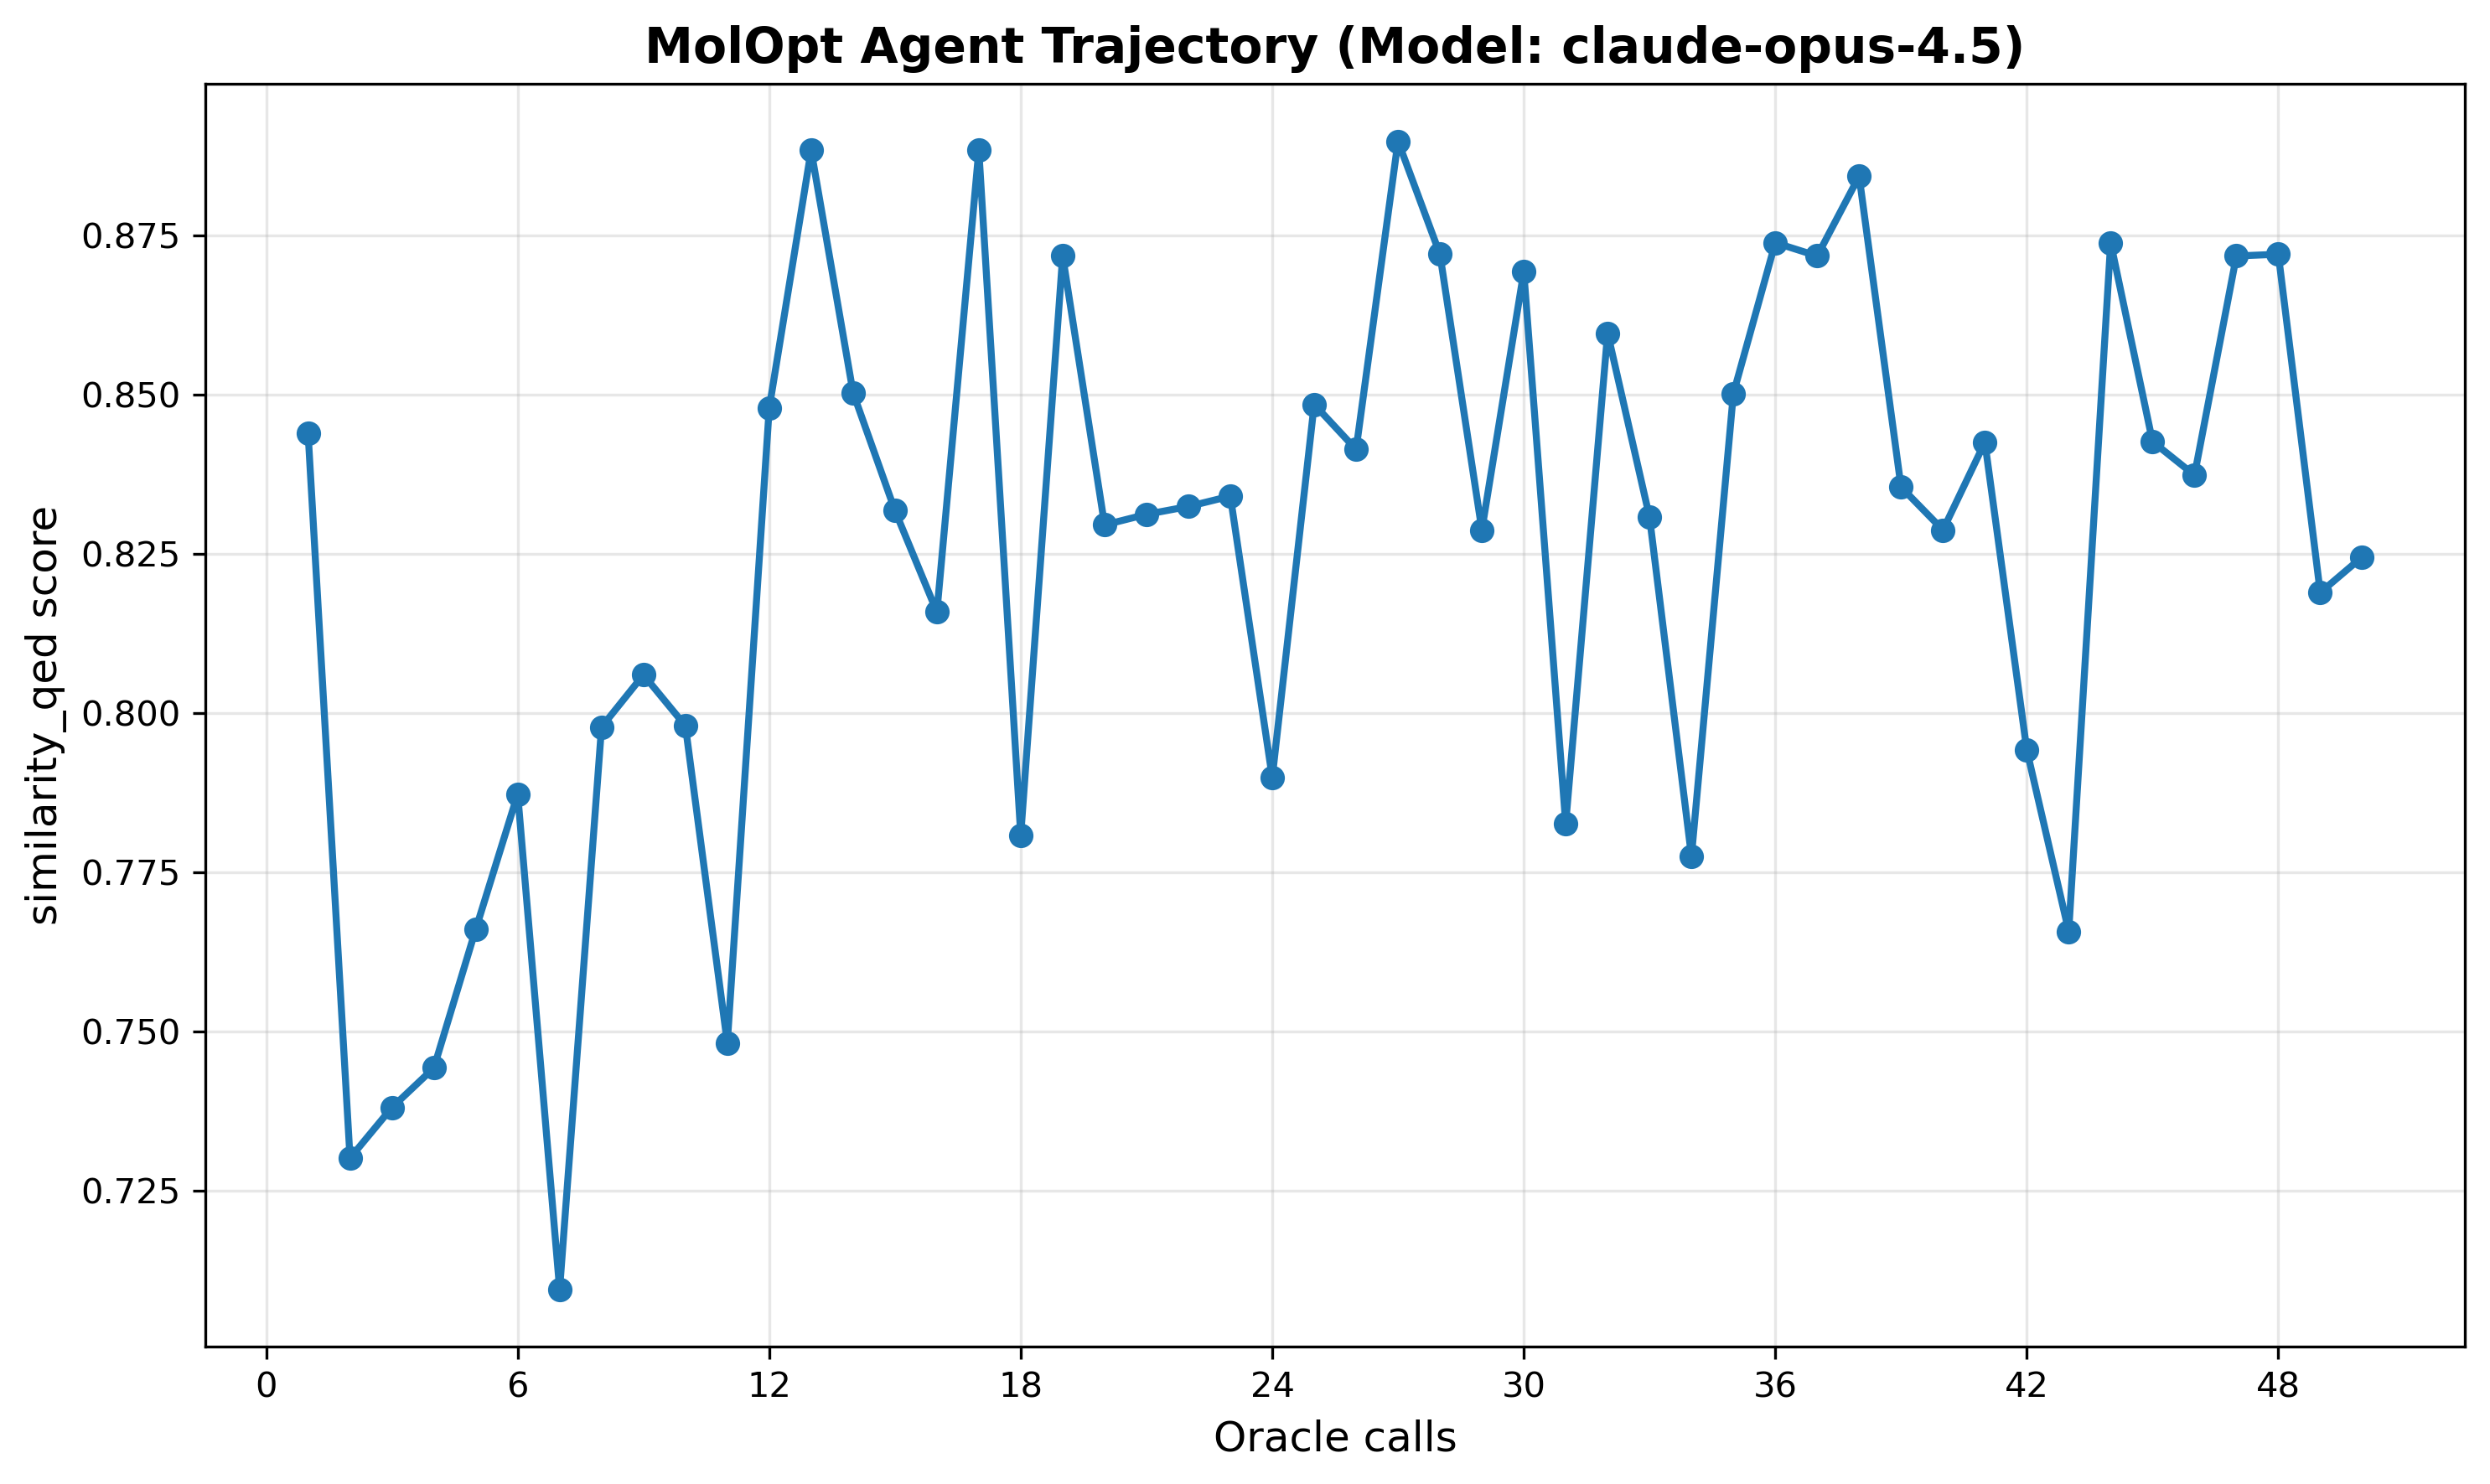 MolOpt Agent Trajectory (Model: claude-opus-4.5)
similarity_qed score
0.875
0.850
0.825
0.800
0.775
0.750
0.725
0 6 12 18 24 30 36 42 48
Oracle calls